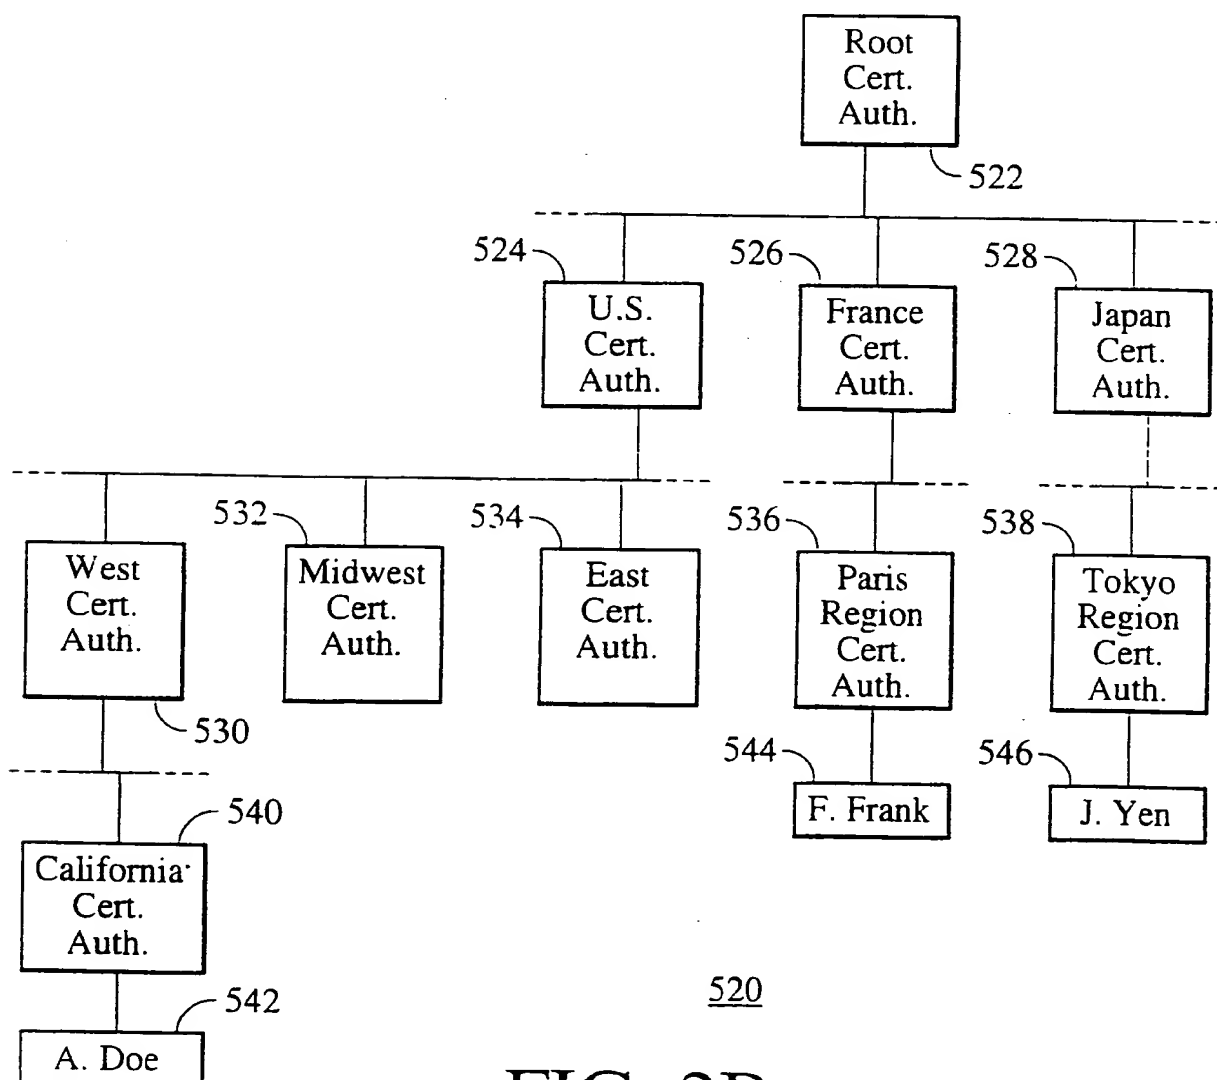 Root
Cert.
Auth.
522
524
526
528
U.S.
Cert.
Auth.
France
Cert.
Auth.
Japan
Cert.
Auth.
532
534
536
538
West
Cert.
Auth.
530
Midwest
Cert.
Auth.
East
Cert.
Auth.
Paris
Region
Cert.
Auth.
Tokyo
Region
Cert.
Auth.
544
546
F. Frank
J. Yen
540
California
Cert.
Auth.
542
A. Doe
520
FIG.